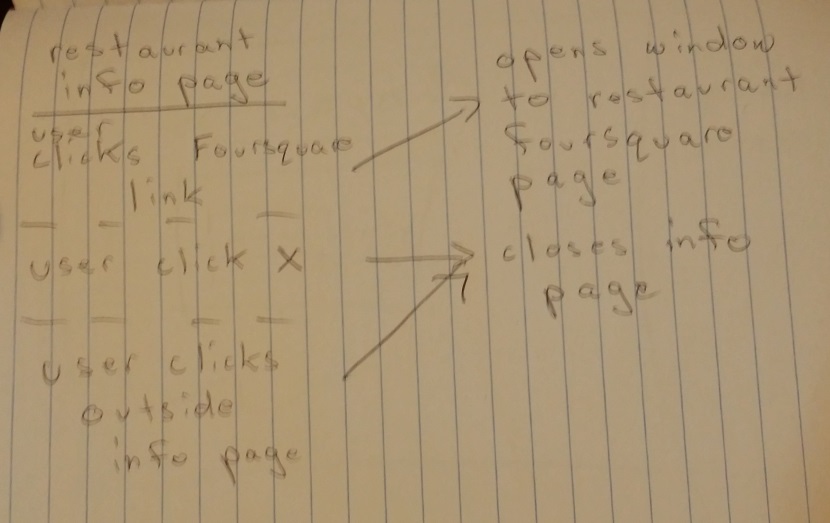 restaurant
info page
user
clicks Foursquare
link
user click X
user clicks
outside
info page
opens window
to restaurant
foursquare
page
closes info
page